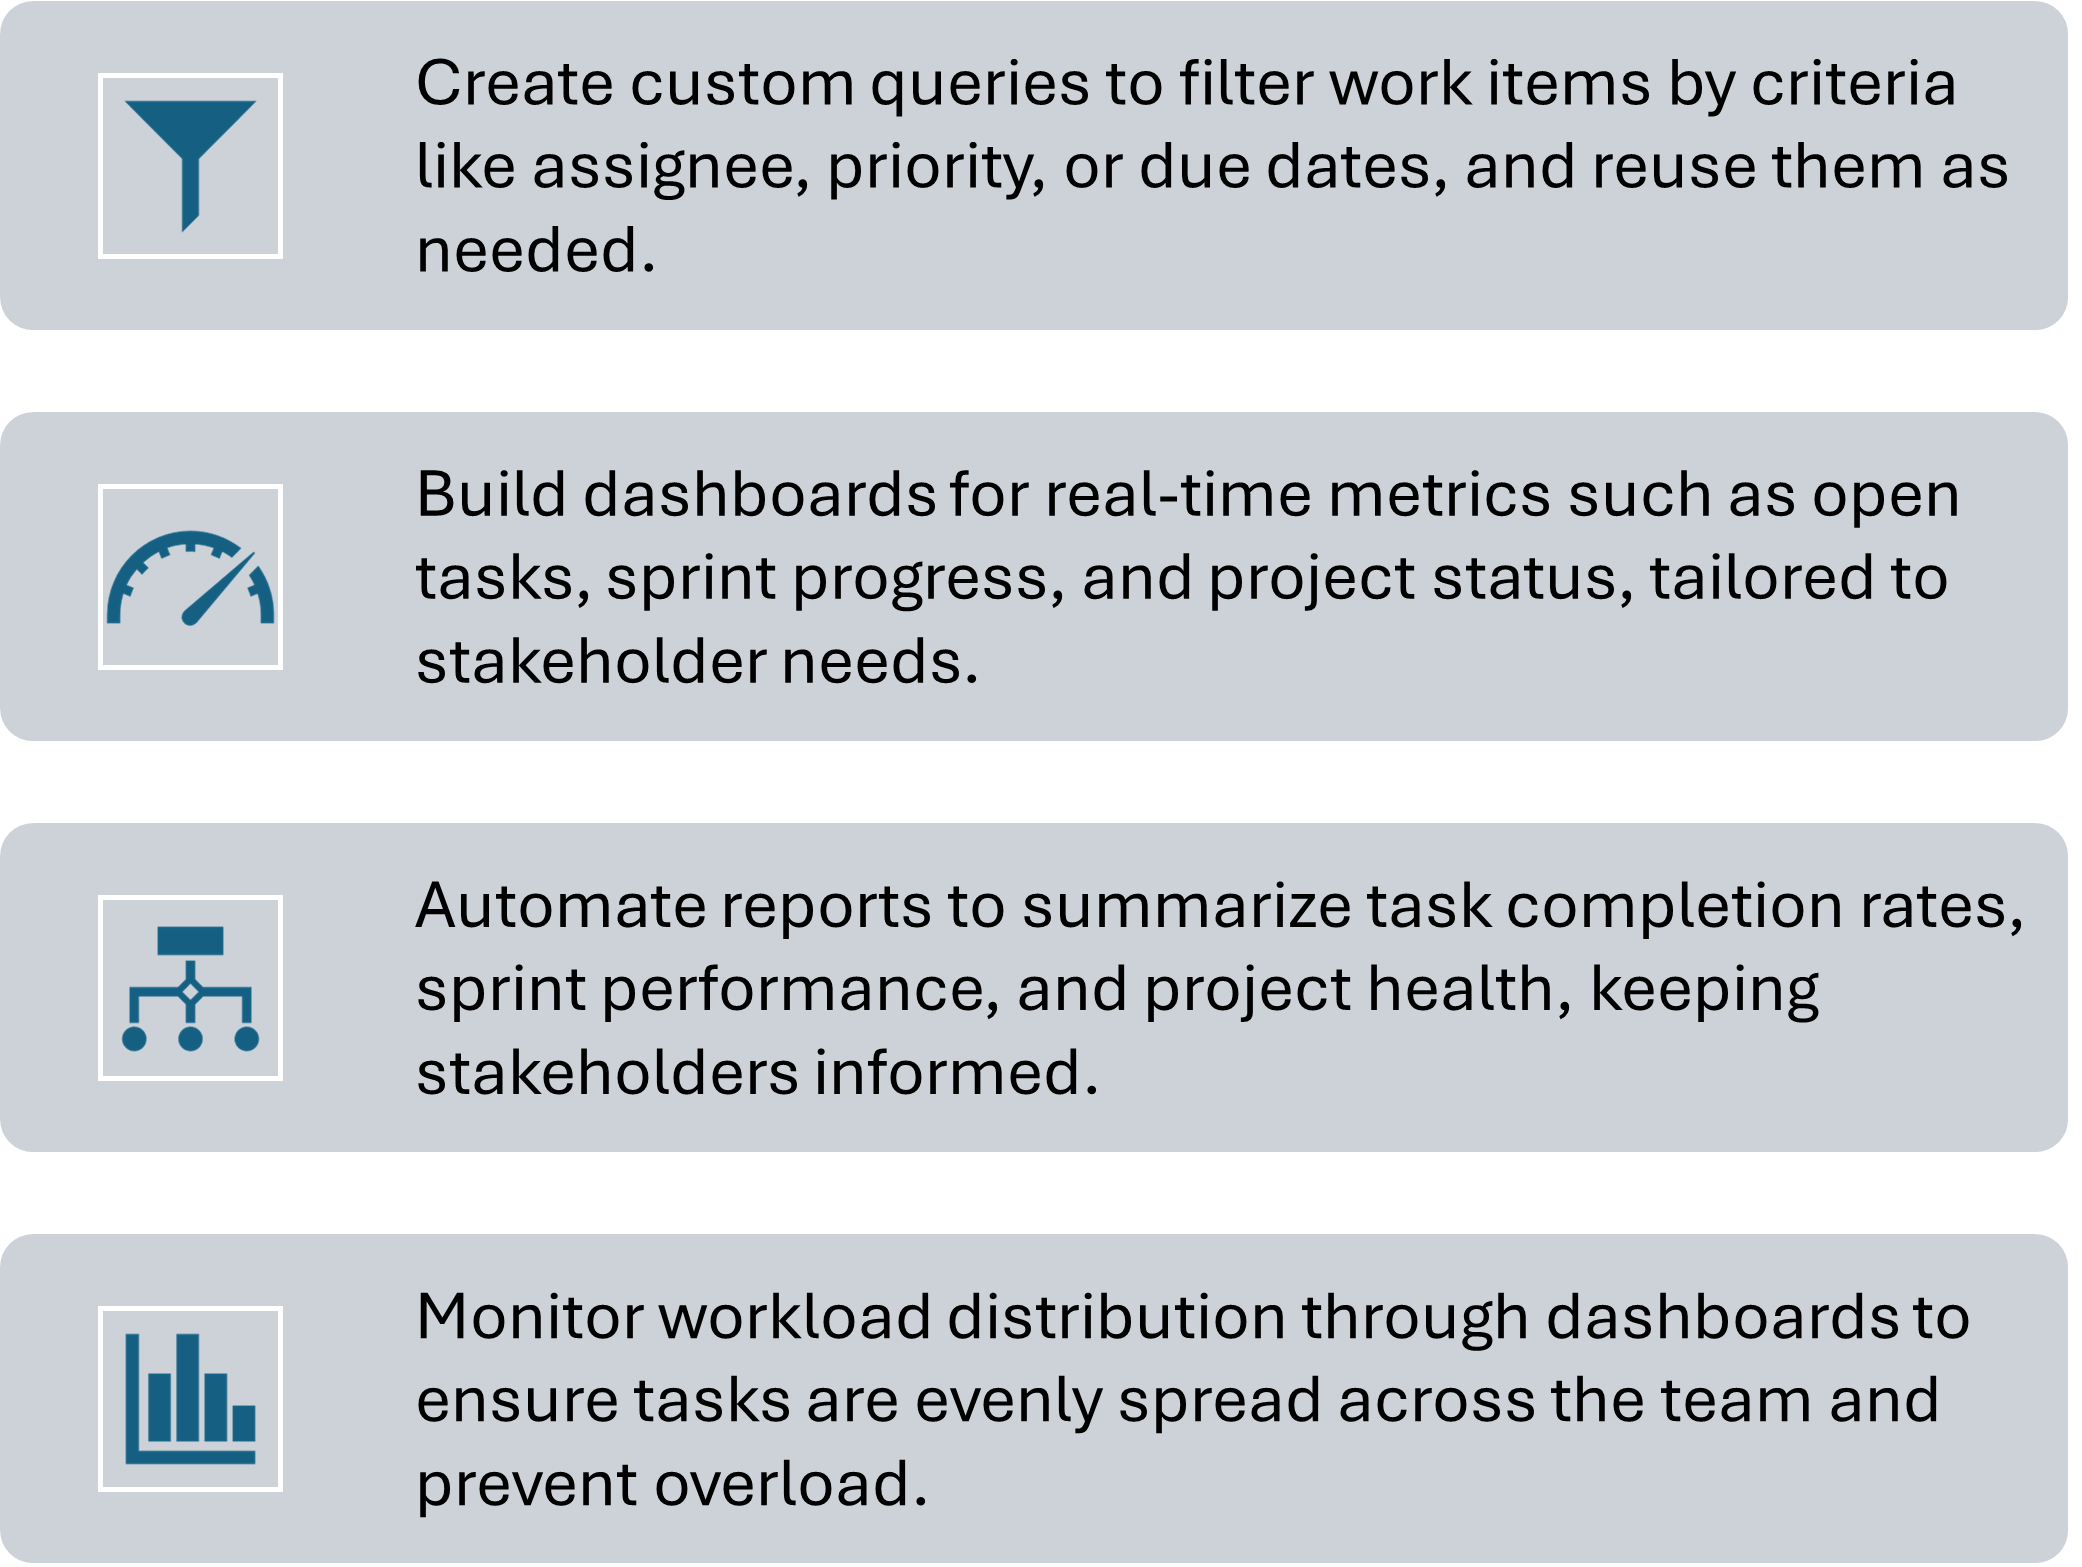 Create custom queries to filter work items by criteria
like assignee, priority, or due dates, and reuse them as
needed.
Build dashboards for real-time metrics such as open
tasks, sprint progress, and project status, tailored to
stakeholder needs.
Automate reports to summarize task completion rates,
sprint performance, and project health, keeping
stakeholders informed.
Monitor workload distribution through dashboards to
ensure tasks are evenly spread across the team and
prevent overload.